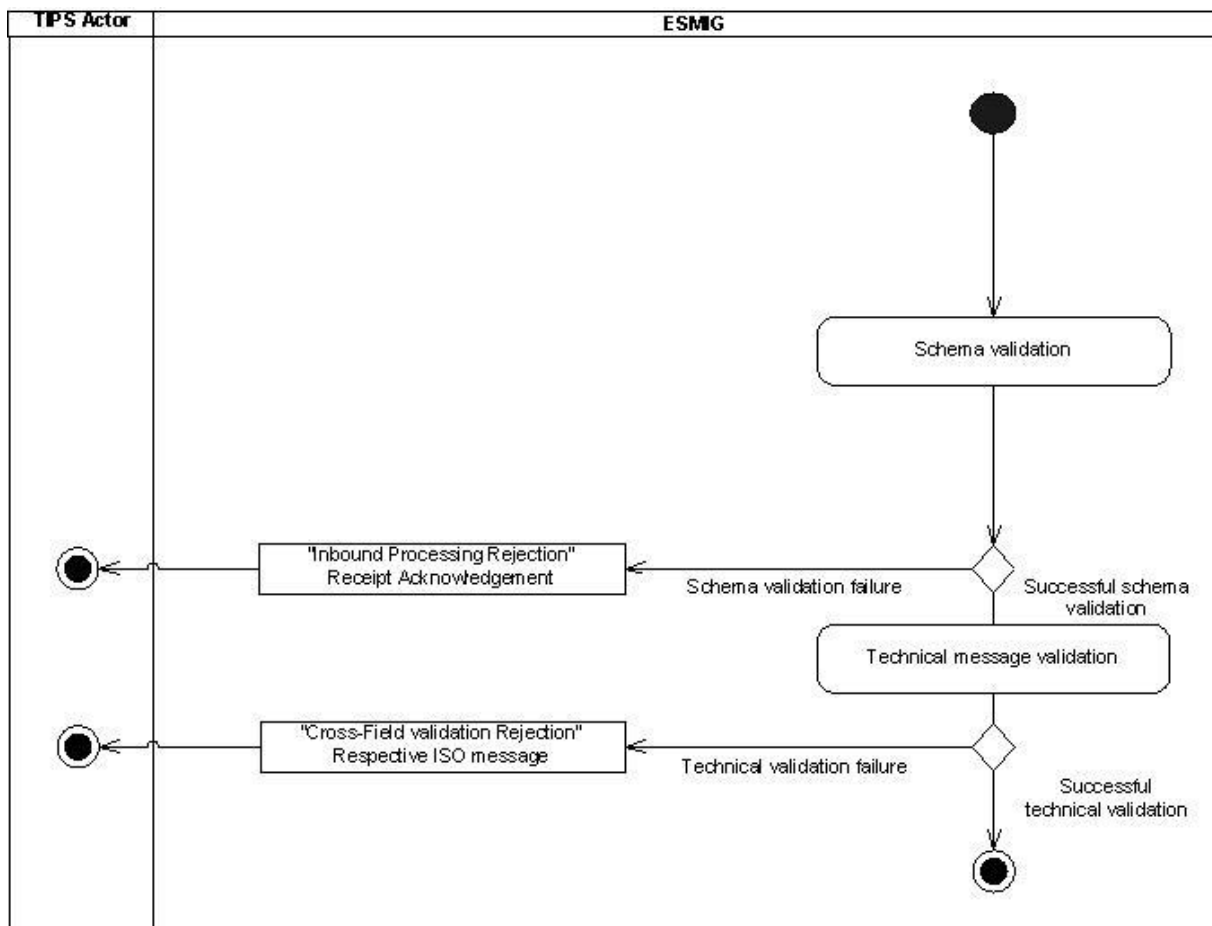 TIPS Actor
ESMIG
Schema validation
"Inbound Processing Rejection"
Receipt Acknowledgement
Schema validation failure
Successful schema
validation
Technical message validation
"Cross-Field validation Rejection"
Respective ISO message
Technical validation failure
Successful
technical validation